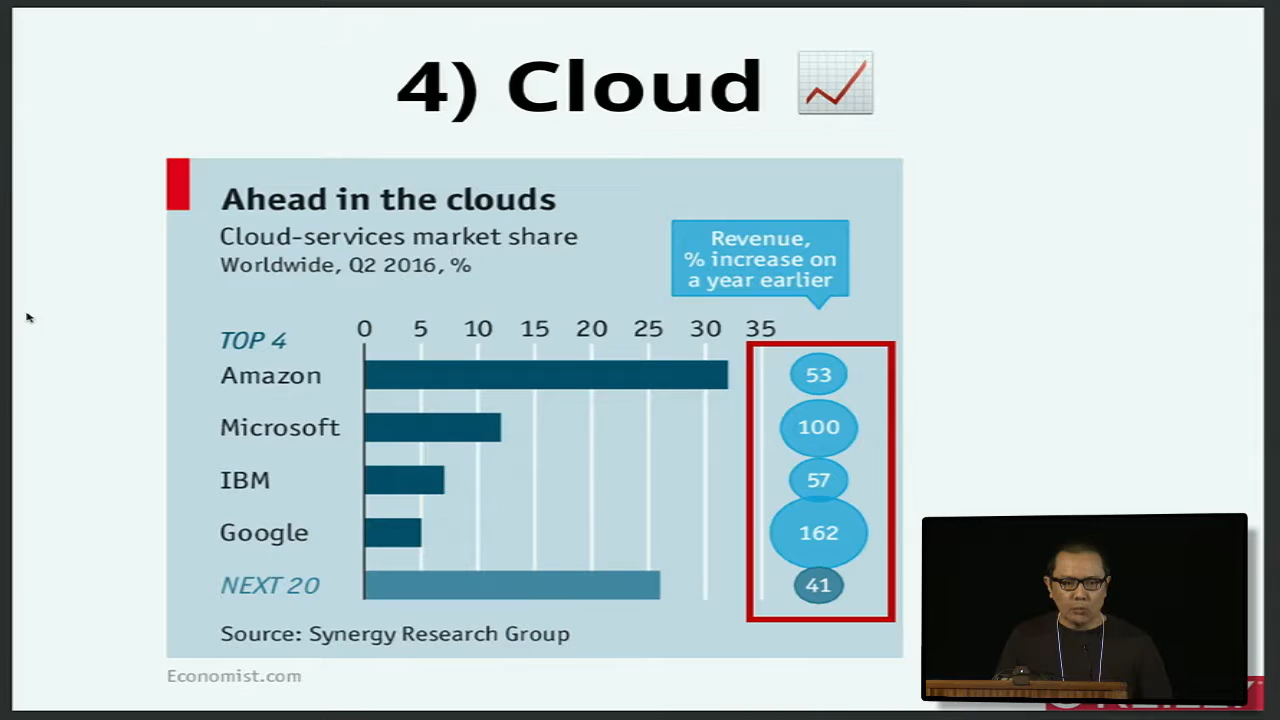 4) Cloud
Ahead in the clouds
Cloud-services market share
Worldwide, Q2 2016, %
Revenue,
% increase on
a year earlier
TOP 4
0 5 10 15 20 25 30 35
Amazon 53
Microsoft 100
IBM 57
Google 162
NEXT 20 41
Source: Synergy Research Group
Economist.com